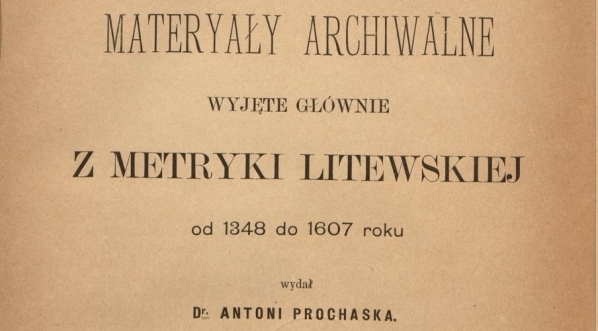 MATERYAŁY ARCHIWALNE
WYJĘTE GŁÓWNIE
Z METRYKI LITEWSKIEJ
od 1348 do 1607 roku
wydał
Dr. ANTONI PROCHASKA.